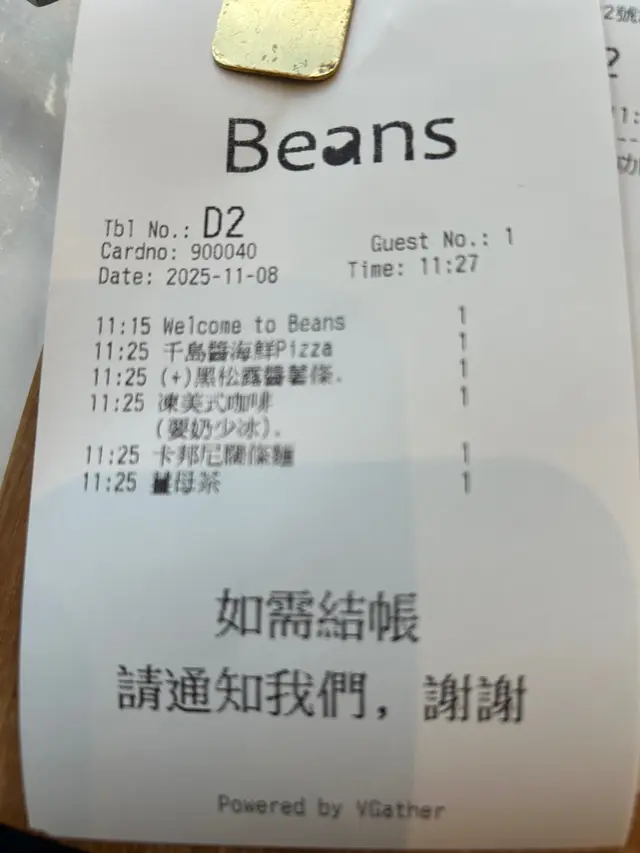 Beans
Tbl No.: D2
Cardno: 900040
Guest No.: 1
Date: 2025-11-08
Time: 11:27
11:15 Welcome to Beans 1
11:25 千島醬海鮮Pizza 1
11:25 (+)黑松露醬薯條. 1
11:25 凍美式咖啡 1
(要奶少冰).
11:25 卡邦尼闊條麵 1
11:25 薑母茶 1
如需結帳
請通知我們，謝謝
Powered by VGather
2號
2
11: